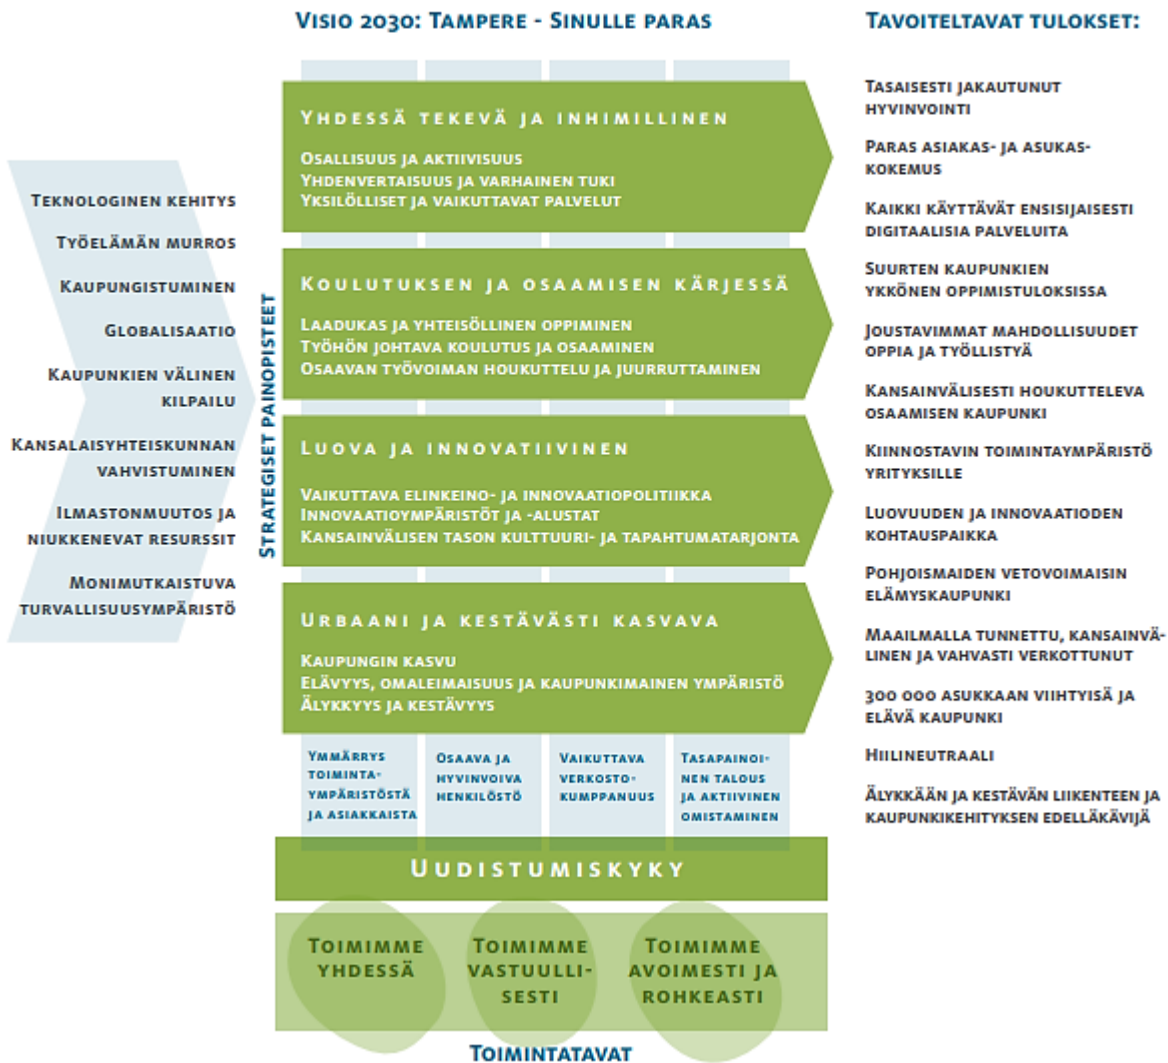 Visio 2030: Tampere - Sinulle paras
Tavoiteltavat tulokset:
Teknologinen kehitys
Työelämän murros
Kaupungistuminen
Globalisaatio
Kaupunkien välinen
kilpailu
Kansalaisyhteiskunnan
vahvistuminen
Ilmastonmuutos ja
niukkenevat resurssit
Monimutkaistuva
turvallisuusympäristö
Strategiset painopisteet
Yhdessä tekevä ja inhimillinen
Osallisuus ja aktiivisuus
Yhdenvertaisuus ja varhainen tuki
Yksilölliset ja vaikuttavat palvelut
Koulutuksen ja osaamisen kärjessä
Laadukas ja yhteisöllinen oppiminen
Työhön johtava koulutus ja osaaminen
Osaavan työvoiman houkuttelu ja juurruttaminen
Luova ja innovatiivinen
Vaikuttava elinkeino- ja innovaatiopolitiikka
Innovaatioympäristöt ja -alustat
Kansainvälisen tason kulttuuri- ja tapahtumatarjonta
Urbaani ja kestävästi kasvava
Kaupungin kasvu
Elävyys, omaleimaisuus ja kaupunkimainen ympäristö
Älykkyys ja kestävyys
Ymmärrys
toiminta-
ympäristöstä
ja asiakkaista
Osaava ja
hyvinvoiva
henkilöstö
Vaikuttava
verkosto-
kumppanuus
Tasapainoi-
nen talous
ja aktiivinen
omistaminen
Uudistumiskyky
Toimimme
yhdessä
Toimimme
vastuulli-
sesti
Toimimme
avoimesti ja
rohkeasti
Toimintatavat
Tasaisesti jakautunut
hyvinvointi
Paras asiakas- ja asukas-
kokemus
Kaikki käyttävät ensisijaisesti
digitaalisia palveluita
Suurten kaupunkien
ykkönen oppimistuloksissa
Joustavimmat mahdollisuudet
oppia ja työllistyä
Kansainvälisesti houkutteleva
osaamisen kaupunki
Kiinnostavin toimintaympäristö
yrityksille
Luovuuden ja innovaatioden
kohtauspaikka
Pohjoismaiden vetovoimaisin
elämyskaupunki
Maailmalla tunnettu, kansainvä-
linen ja vahvasti verkottunut
300 000 asukkaan viihtyisä ja
elävä kaupunki
Hiilineutraali
Älykkään ja kestävän liikenteen ja
kaupunkikehityksen edelläkävijä